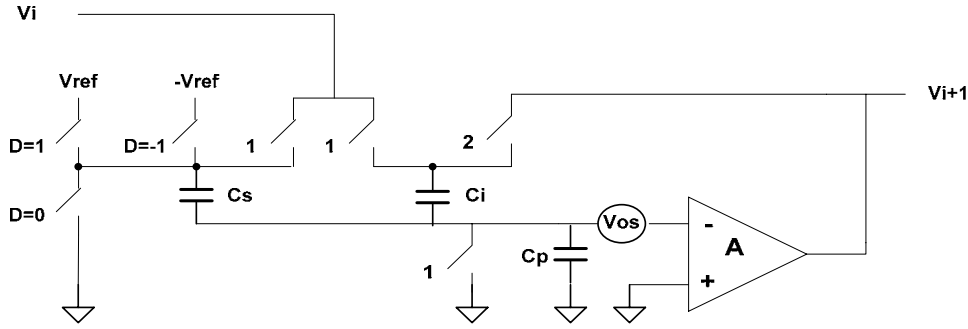 Vi
Vref
-Vref
Vi+1
D=1
D=-1
1
1
2
Cs
Ci
D=0
Vos
-
A
1
Cp
+